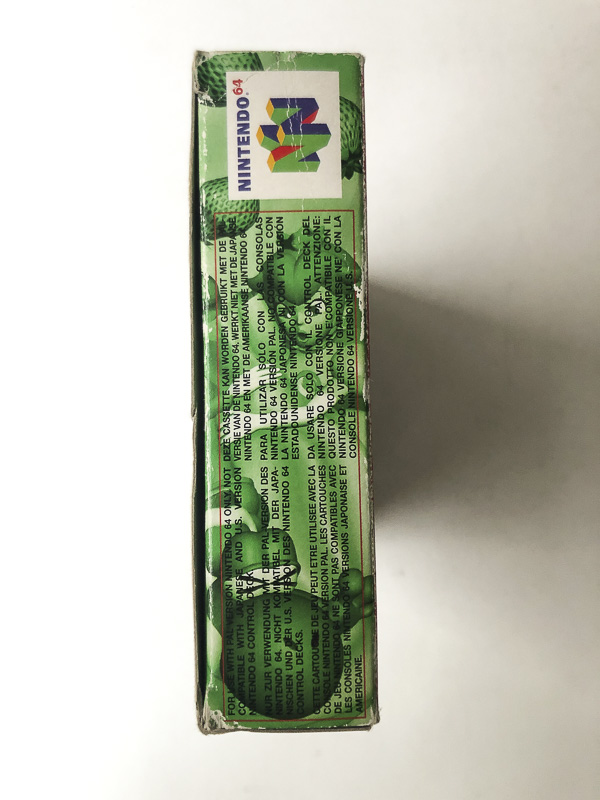 NINTENDO 64
FOR USE WITH PAL VERSION NINTENDO 64 ONLY. NOT
COMPATIBLE WITH JAPANESE AND U.S. VERSION
NINTENDO 64 CONTROL DECK.
NUR ZUR VERWENDUNG MIT DER PAL-VERSION DES
NINTENDO 64. NICHT KOMPATIBEL MIT DER JAPA-
NISCHEN UND DER U.S. VERSION DES NINTENDO 64
CONTROL DECKS.
CETTE CARTOUCHE DE JEU PEUT ETRE UTILISEE AVEC LA
CONSOLE NINTENDO 64 VERSION PAL. LES CARTOUCHES
DE JEU NINTENDO 64 NE SONT PAS COMPATIBLES AVEC
LES CONSOLES NINTENDO 64 VERSIONS JAPONAISE ET
AMERICAINE.
DEZE CASSETTE KAN WORDEN GEBRUIKT MET DE
VERSIE VAN DE NINTENDO 64. WERKT NIET MET DE JAPANSE
NINTENDO 64 EN MET DE AMERIKAANSE NINTENDO 64
PARA UTILIZAR SOLO CON LAS CONSOLAS
NINTENDO 64 VERSIÓN PAL. NO COMPATIBLE CON
LA NINTENDO 64 JAPONESA NI CON LA VERSIÓN
ESTADOUNIDENSE NINTENDO 64.
DA USARE SOLO CON IL CONTROL DECK DEL
NINTENDO 64 VERSIONE PAL. ATTENZIONE:
QUESTO PRODOTTO NON E'COMPATIBILE CON IL
NINTENDO 64 VERSIONE GIAPPONESE NE' CON LA
CONSOLE NINTENDO 64 VERSIONE U.S.